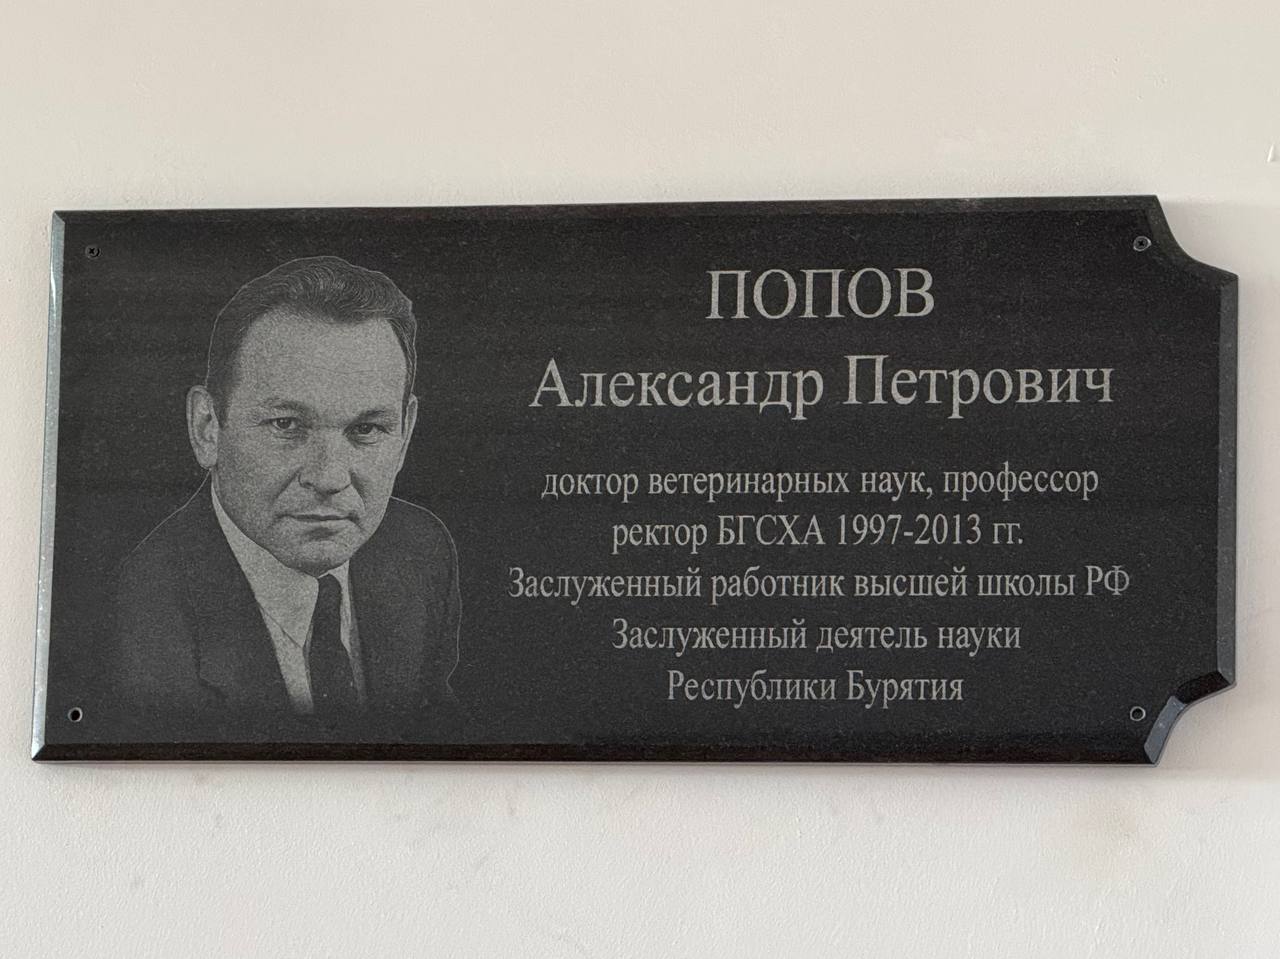 ПОПОВ
Александр Петрович
доктор ветеринарных наук, профессор
ректор БГСХА 1997-2013 гг.
Заслуженный работник высшей школы РФ
Заслуженный деятель науки
Республики Бурятия